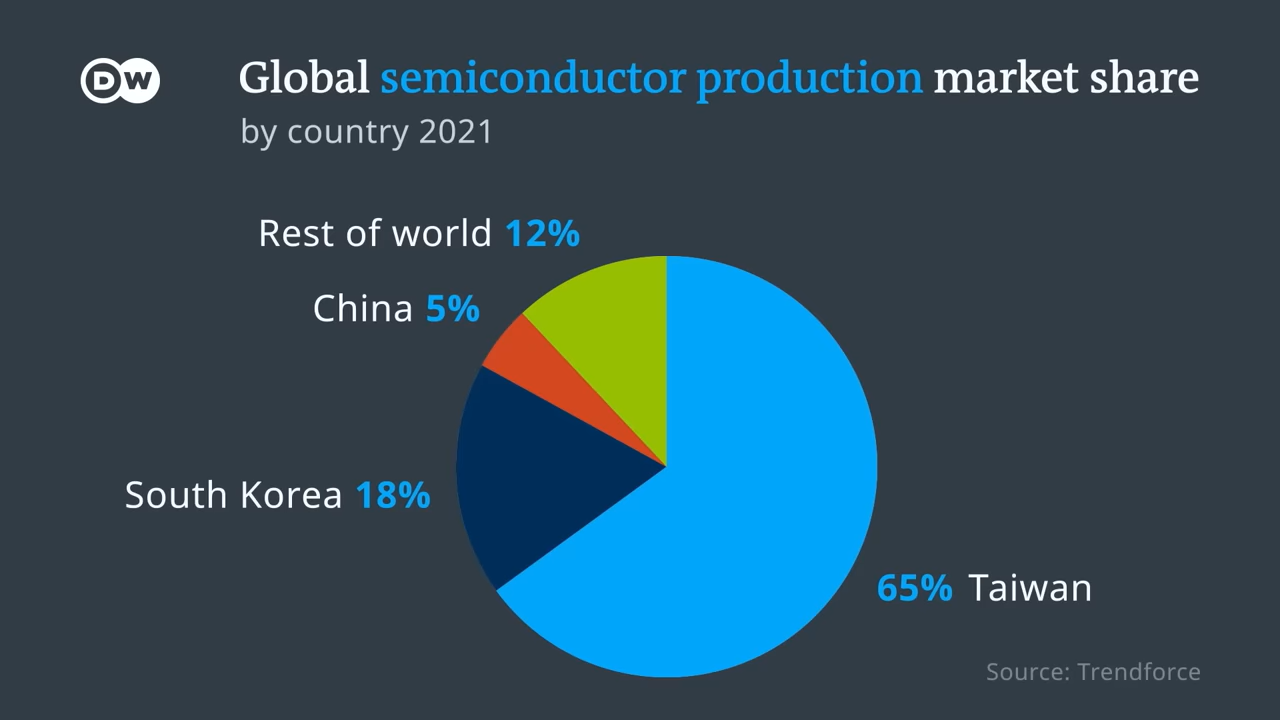 DW
Global semiconductor production market share
by country 2021
Rest of world 12%
China 5%
South Korea 18%
65% Taiwan
Source: Trendforce